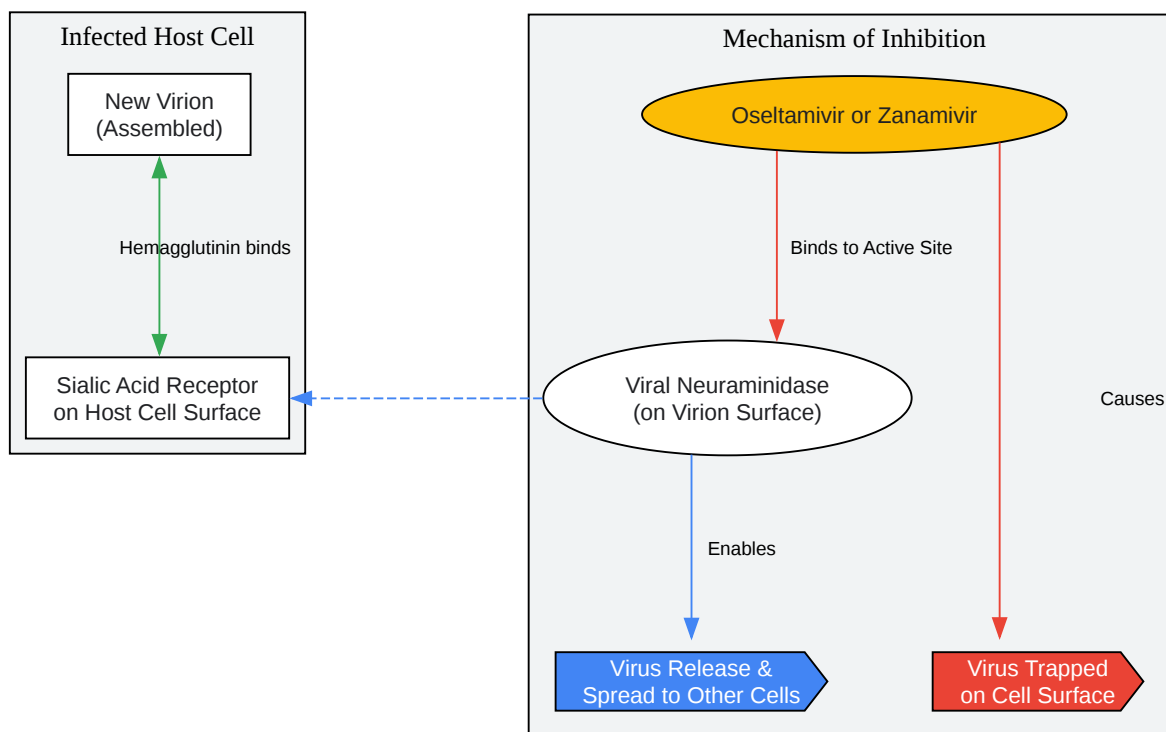 Infected Host Cell
New Virion
(Assembled)
Hemagglutinin binds
Sialic Acid Receptor
on Host Cell Surface
Mechanism of Inhibition
Oseltamivir or Zanamivir
Binds to Active Site
Viral Neuraminidase
(on Virion Surface)
Causes
Enables
Virus Release &
Spread to Other Cells
Virus Trapped
on Cell Surface